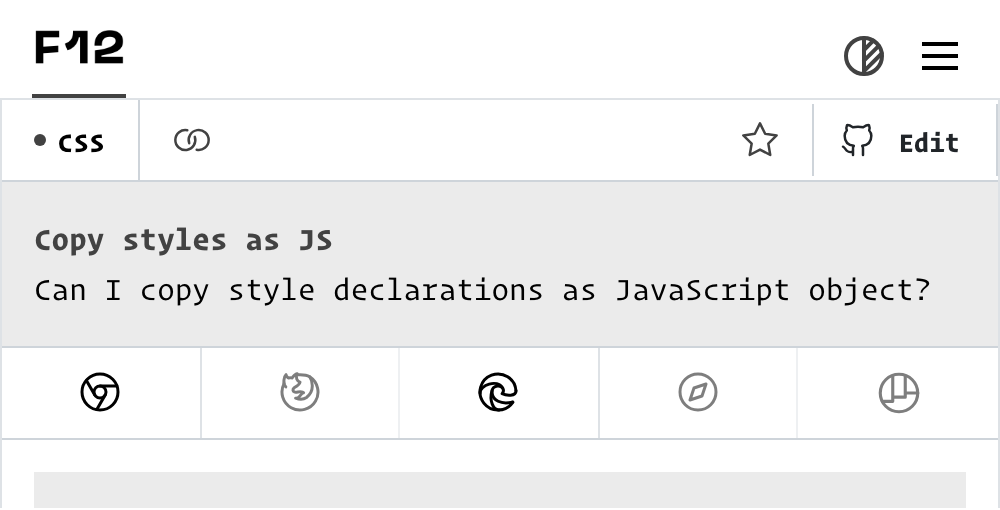 F12
CSS
Edit
Copy styles as JS
Can I copy style declarations as JavaScript object?